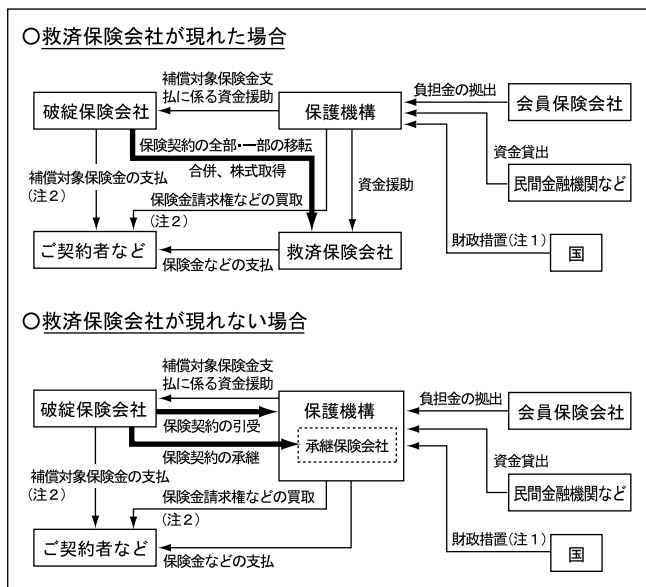 ○救済保険会社が現れた場合
補償対象保険金支
払に係る資金援助
負担金の拠出
破綻保険会社
保護機構
会員保険会社
保険契約の全部・一部の移転
合併、株式取得
資金貸出
補償対象保険金の支払
(注2)
保険金請求権などの買取
(注2)
資金援助
民間金融機関など
財政措置(注1)
ご契約者など
救済保険会社
国
保険金などの支払
○救済保険会社が現れない場合
補償対象保険金支
払に係る資金援助
負担金の拠出
破綻保険会社
保護機構
会員保険会社
保険契約の引受
承継保険会社
保険契約の承継
資金貸出
補償対象保険金の支払
(注2)
保険金請求権などの買取
(注2)
民間金融機関など
財政措置(注1)
ご契約者など
国
保険金などの支払